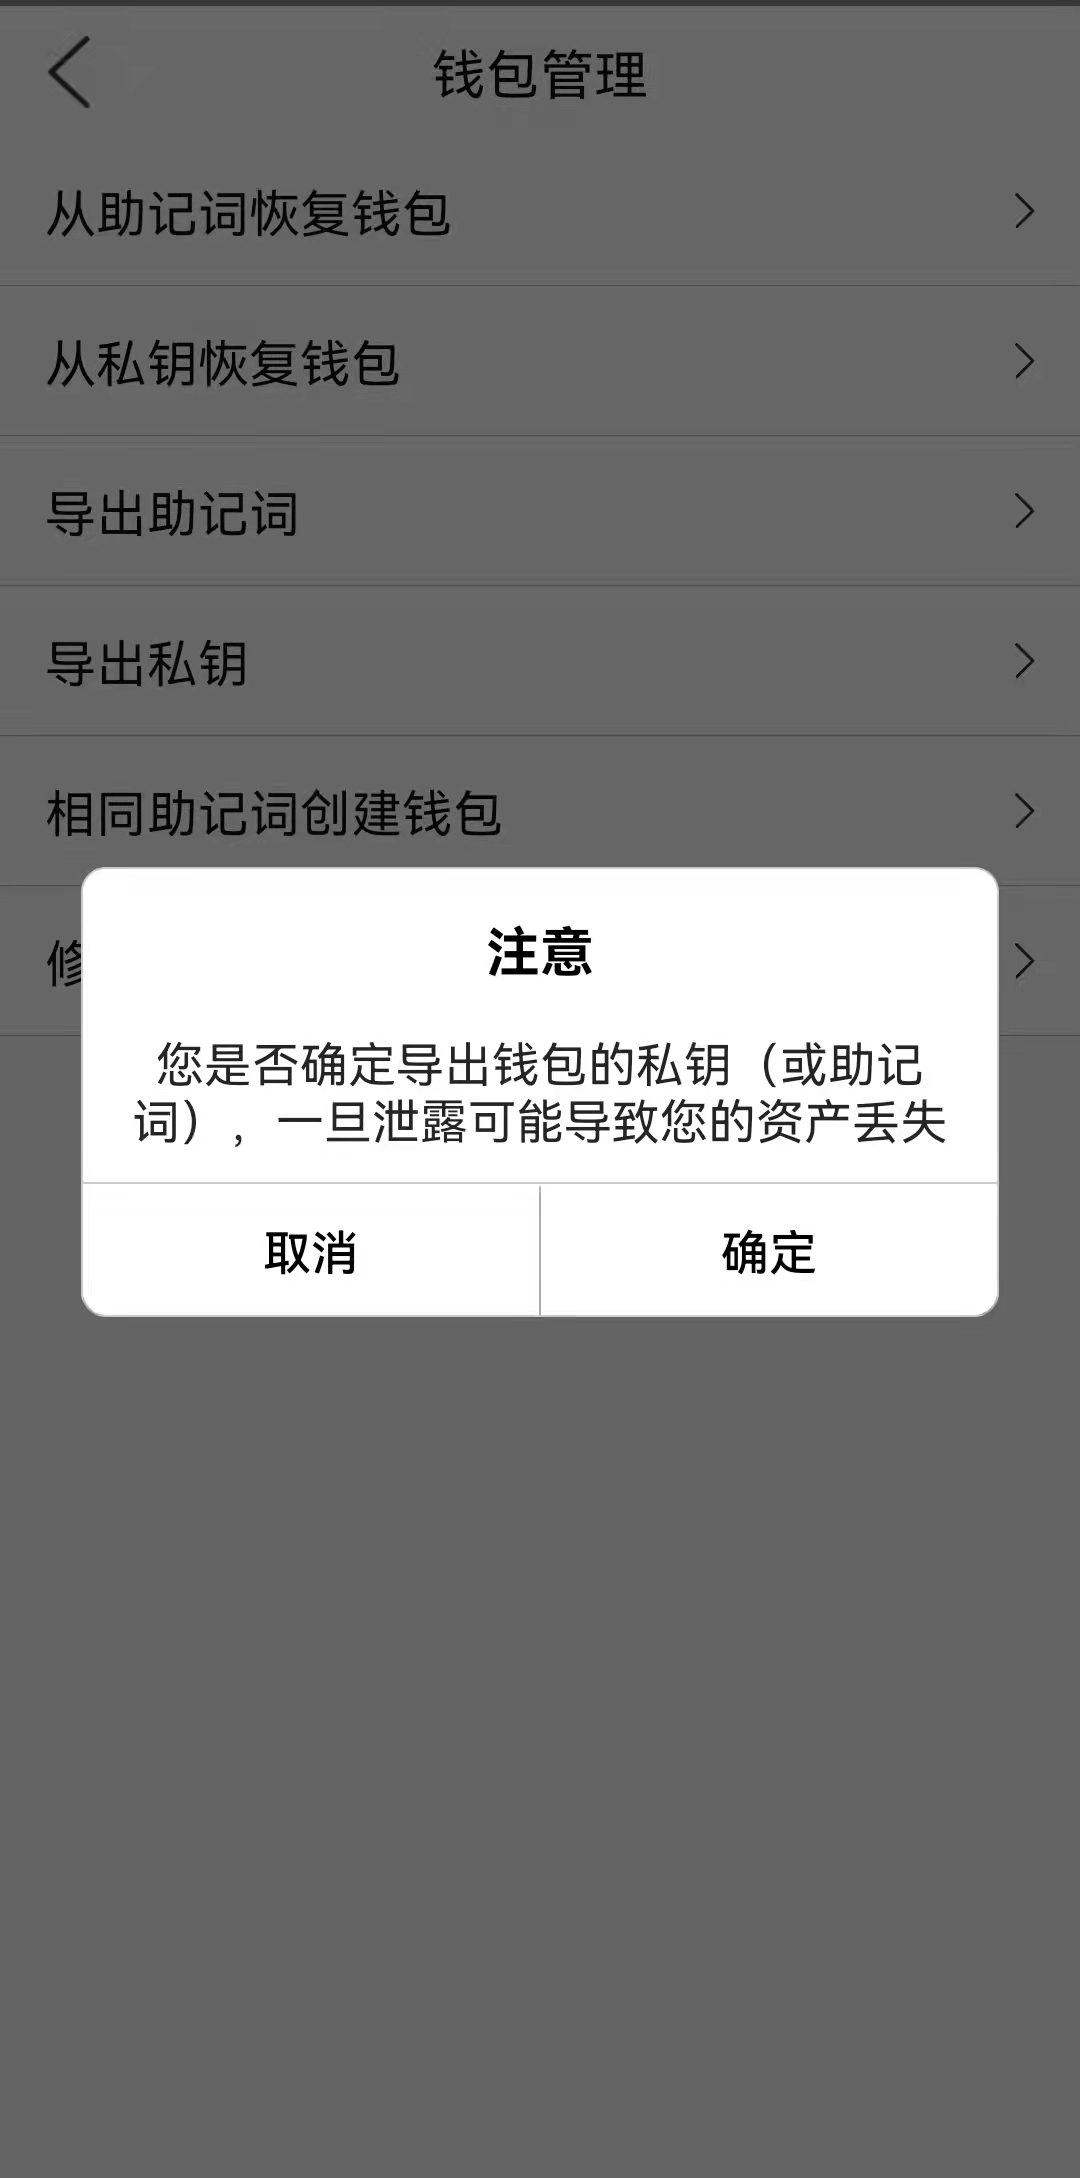 钱包管理
从助记词恢复钱包
从私钥恢复钱包
导出助记词
导出私钥
相同助记词创建钱包
修
注意
您是否确定导出钱包的私钥（或助记
词），一旦泄露可能导致您的资产丢失
取消
确定